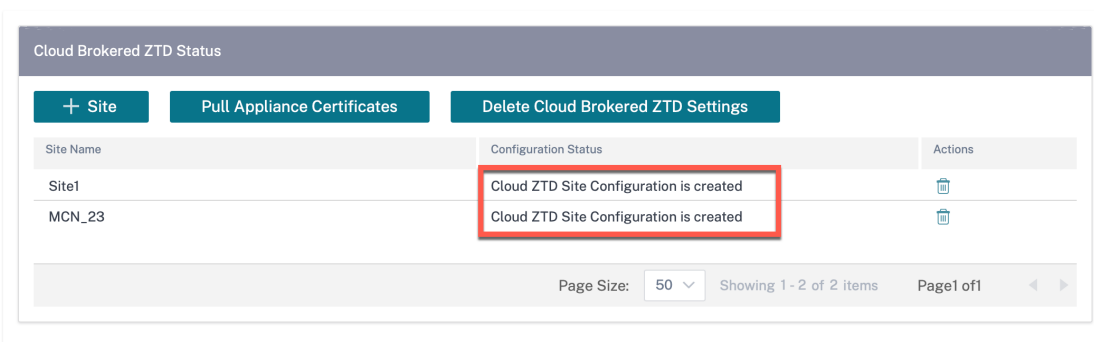 Cloud Brokered ZTD Status
+ Site Pull Appliance Certificates Delete Cloud Brokered ZTD Settings
Site Name Configuration Status Actions
Site1 Cloud ZTD Site Configuration is created
MCN_23 Cloud ZTD Site Configuration is created
Page Size: 50 Showing 1 - 2 of 2 items Page1 of1